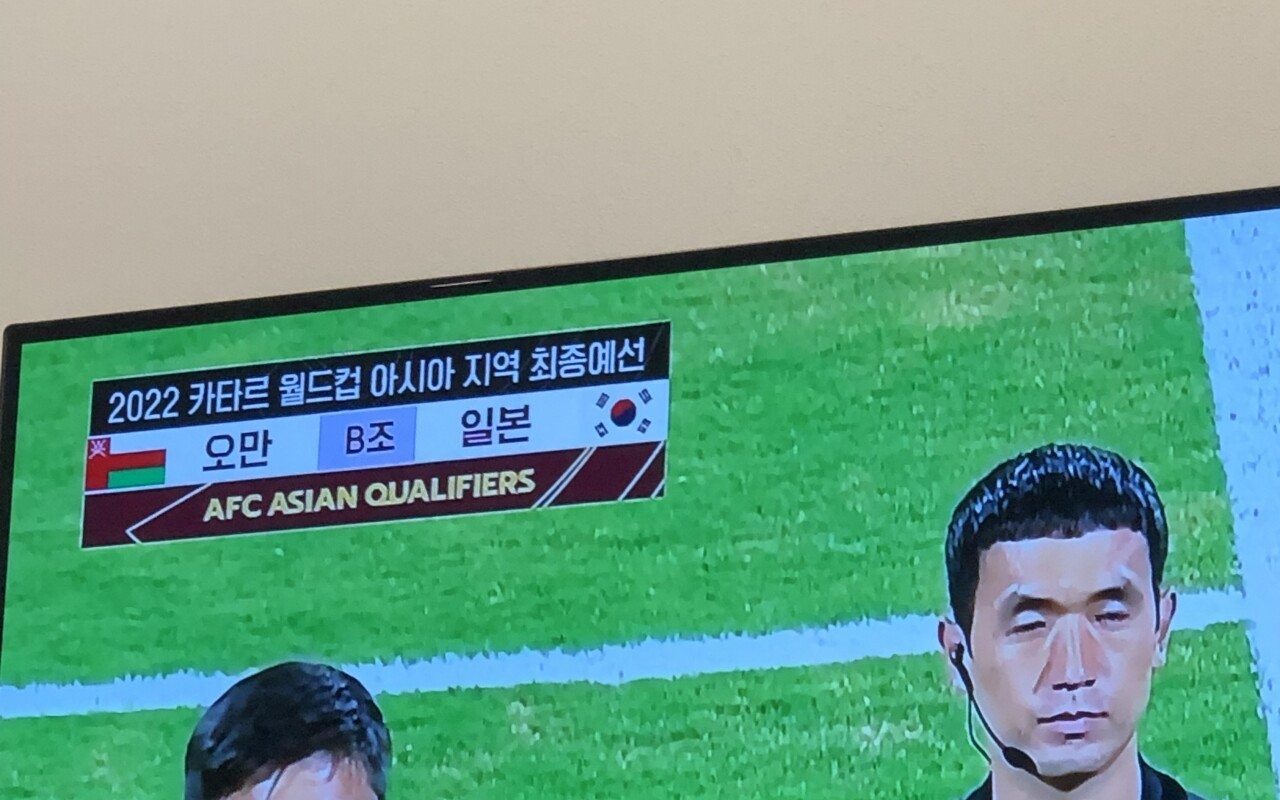 2022 카타르 월드컵 아시아 지역 최종예선
오만 B조 일본
AFC ASIAN QUALIFIERS